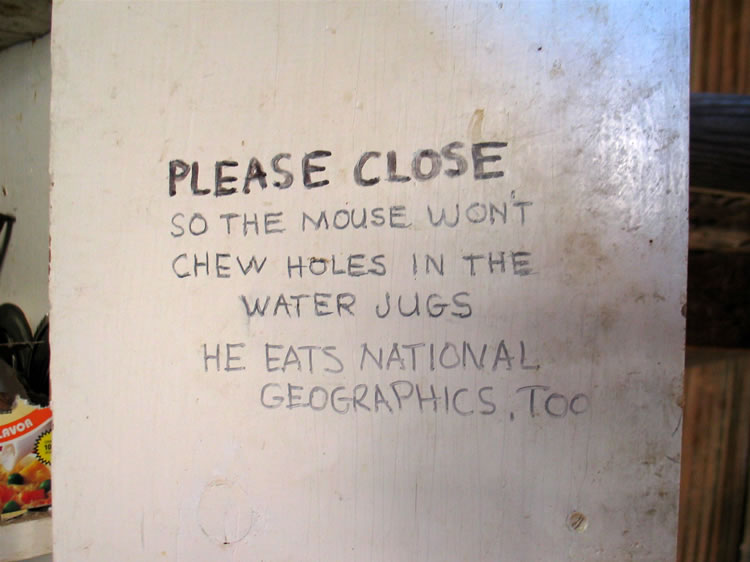 PLEASE CLOSE
SO THE MOUSE WON'T
CHEW HOLES IN THE
WATER JUGS
HE EATS NATIONAL
GEOGRAPHICS, TOO